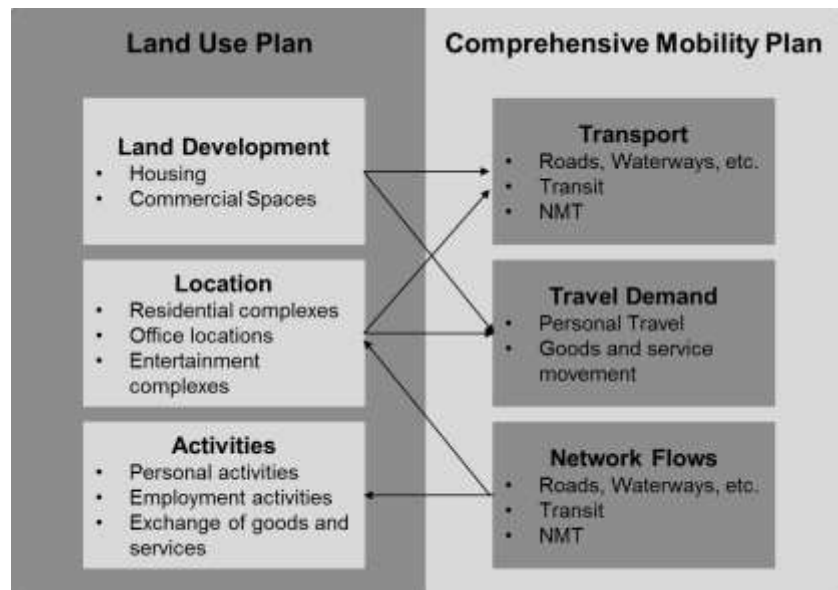 Land Use Plan
Comprehensive Mobility Plan
Land Development
• Housing
• Commercial Spaces
Location
• Residential complexes
• Office locations
• Entertainment
complexes
Activities
• Personal activities
• Employment activities
• Exchange of goods and
services
Transport
• Roads, Waterways, etc.
• Transit
• NMT
Travel Demand
• Personal Travel
• Goods and service
movement
Network Flows
• Roads, Waterways, etc.
• Transit
• NMT